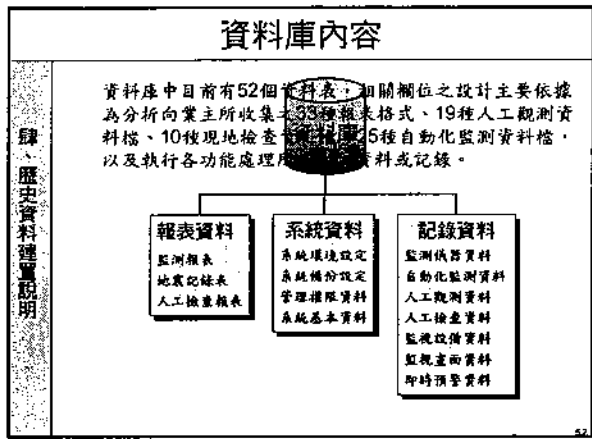 資料庫內容
資料庫中目前有52個資料表，相關欄位之設計主要依據
為分析向業主所收集之33種報表格式、19種人工觀測資
料檔、10種現地檢查 25種自動化監測資料檔，
以及執行各功能處理 資料或記錄。
資料庫
肆、歷史資料建置說明
報表資料
監測報表
地震記錄表
人工檢查報表
系統資料
系統環境設定
系統備份設定
管理權限資料
系統基本資料
記錄資料
監測儀器資料
自動化監測資料
人工觀測資料
人工檢查資料
監視設備資料
監視畫面資料
即時預警資料
52